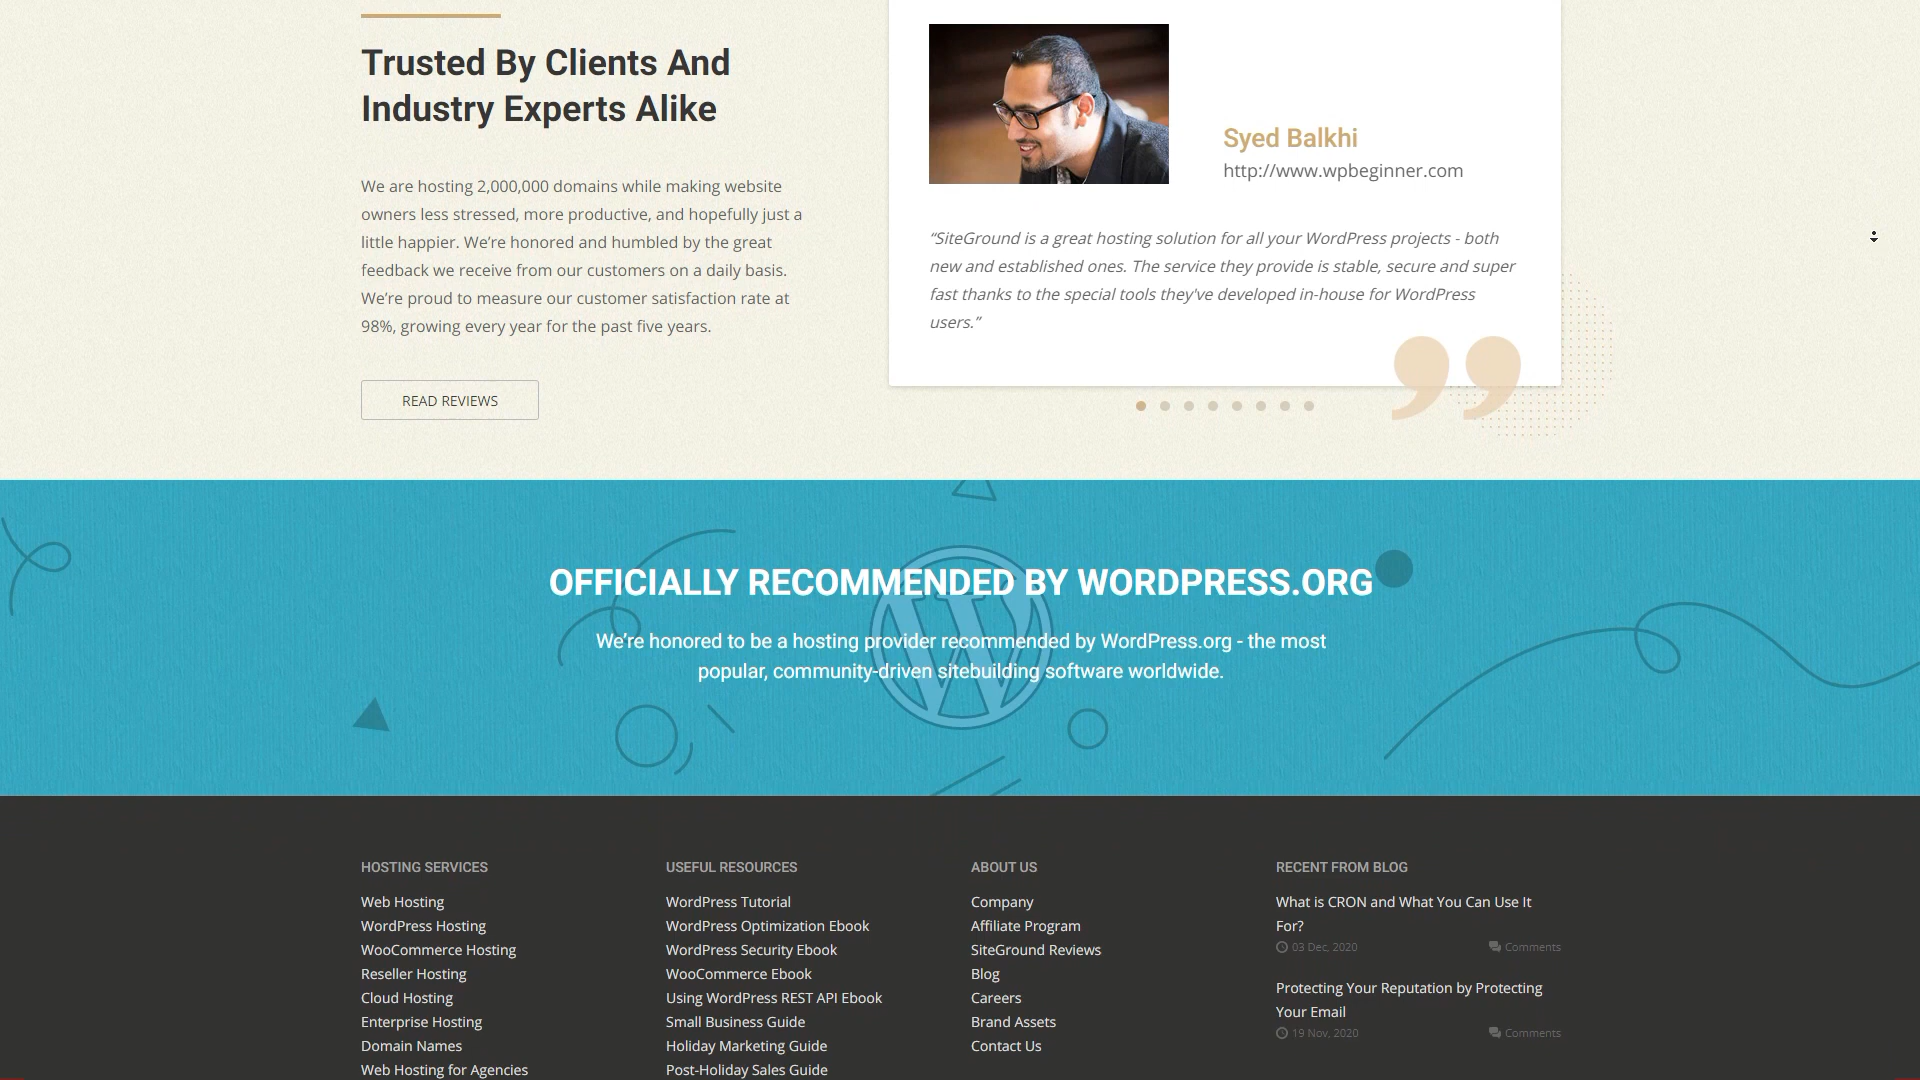 Trusted By Clients And
Industry Experts Alike
We are hosting 2,000,000 domains while making website
owners less stressed, more productive, and hopefully just a
little happier. We’re honored and humbled by the great
feedback we receive from our customers on a daily basis.
We’re proud to measure our customer satisfaction rate at
98%, growing every year for the past five years.
READ REVIEWS
Syed Balkhi
http://www.wpbeginner.com
“SiteGround is a great hosting solution for all your WordPress projects - both
new and established ones. The service they provide is stable, secure and super
fast thanks to the special tools they've developed in-house for WordPress
users.”
OFFICIALLY RECOMMENDED BY WORDPRESS.ORG
We’re honored to be a hosting provider recommended by WordPress.org - the most
popular, community-driven sitebuilding software worldwide.
HOSTING SERVICES
Web Hosting
WordPress Hosting
WooCommerce Hosting
Reseller Hosting
Cloud Hosting
Enterprise Hosting
Domain Names
Web Hosting for Agencies
USEFUL RESOURCES
WordPress Tutorial
WordPress Optimization Ebook
WordPress Security Ebook
WooCommerce Ebook
Using WordPress REST API Ebook
Small Business Guide
Holiday Marketing Guide
Post-Holiday Sales Guide
ABOUT US
Company
Affiliate Program
SiteGround Reviews
Blog
Careers
Brand Assets
Contact Us
RECENT FROM BLOG
What is CRON and What You Can Use It
For?
03 Dec, 2020 Comments
Protecting Your Reputation by Protecting
Your Email
19 Nov, 2020 Comments